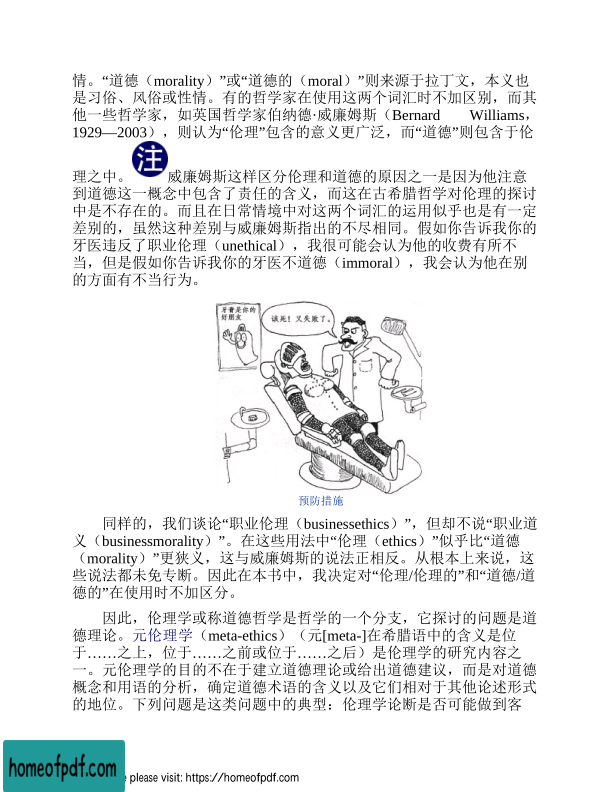 情。“道德（morality）”或“道德的（moral）”则来源于拉丁文，本义也
是习俗、风俗或性情。有的哲学家在使用这两个词汇时不加区别，而其
他一些哲学家，如英国哲学家伯纳德·威廉姆斯（Bernard Williams，
1929—2003），则认为“伦理”包含的意义更广泛，而“道德”则包含于伦
理之中。注威廉姆斯这样区分伦理和道德的原因之一是因为他注意
到道德这一概念中包含了责任的含义，而这在古希腊哲学对伦理的探讨
中是不存在的。而且在日常情境中对这两个词汇的运用似乎也是有一定
差别的，虽然这种差别与威廉姆斯指出的不尽相同。假如你告诉我你的
牙医违反了职业伦理（unethical），我很可能会认为他的收费有所不
当，但是假如你告诉我你的牙医不道德（immoral），我会认为他在别
的方面有不当行为。
牙膏是你的
好朋友
该死！又失败了。
预防措施
同样的，我们谈论“职业伦理（businessethics）”，但却不说“职业道
义（businessmorality）”。在这些用法中“伦理（ethics）”似乎比“道德
（morality）”更狭义，这与威廉姆斯的说法正相反。从根本上来说，这
些说法都未免专断。因此在本书中，我决定对“伦理/伦理的”和“道德/道
德的”在使用时不加区分。
因此，伦理学或称道德哲学是哲学的一个分支，它探讨的问题是道
德理论。元伦理学（meta-ethics）（元[meta-]在希腊语中的含义是位
于……之上，位于……之前或位于……之后）是伦理学的研究内容之
一。元伦理学的目的不在于建立道德理论或给出道德建议，而是对道德
概念和用语的分析，确定道德术语的含义以及它们相对于其他论述形式
的地位。下列问题是这类问题中的典型：伦理学论断是否可能做到客
homeofpdf.com
e please visit: https://homeofpdf.com